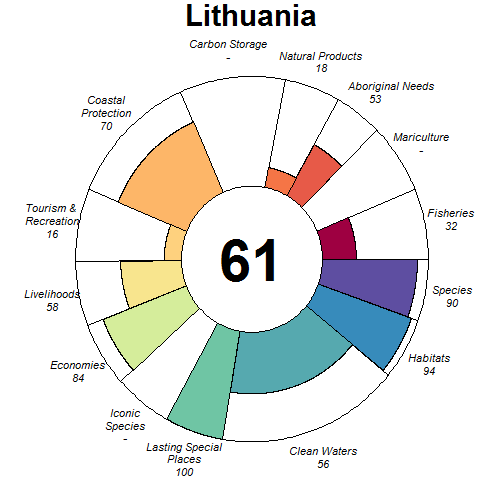 Lithuania
Carbon Storage
-
Natural Products
18
Aboriginal Needs
53
Mariculture
-
Fisheries
32
Species
90
Habitats
94
Clean Waters
56
Lasting Special
Places
100
Iconic
Species
-
Economies
84
Livelihoods
58
Tourism &
Recreation
16
Coastal
Protection
70
61